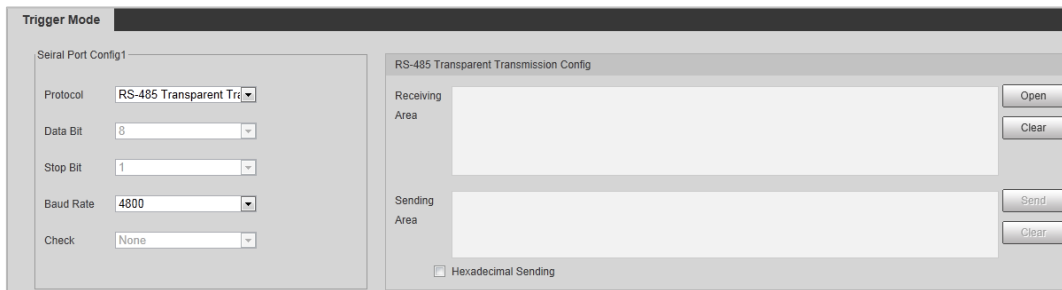 Trigger Mode
Seiral Port Config1
Protocol RS-485 Transparent Tra
Data Bit 8
Stop Bit 1
Baud Rate 4800
Check None
RS-485 Transparent Transmission Config
Receiving
Area
Open
Clear
Sending
Area
Send
Clear
Hexadecimal Sending